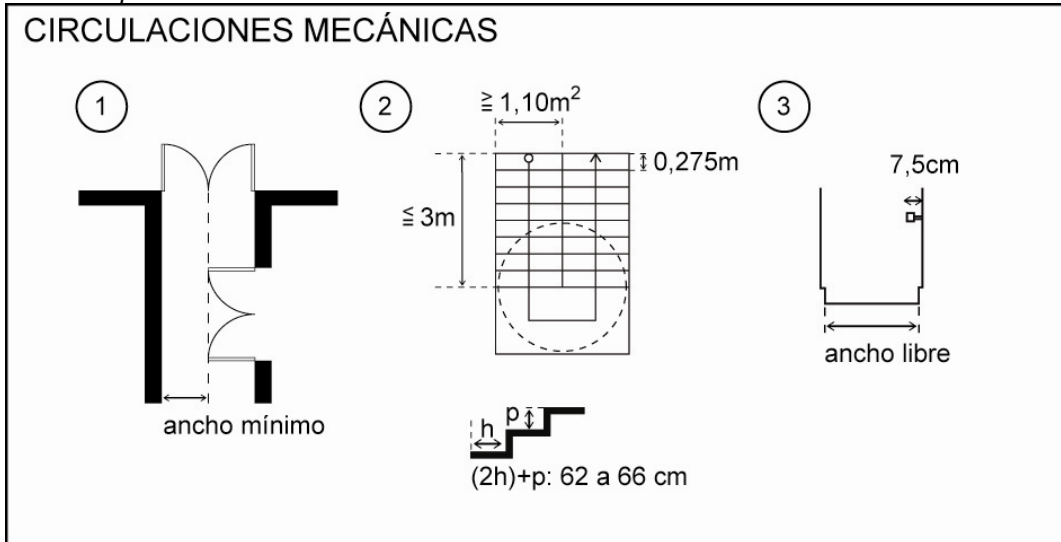 CIRCULACIONES MECÁNICAS
1
2
3
≧ 1,10m²
0,275m
≦ 3m
7,5cm
ancho mínimo
ancho libre
p
h
(2h)+p: 62 a 66 cm